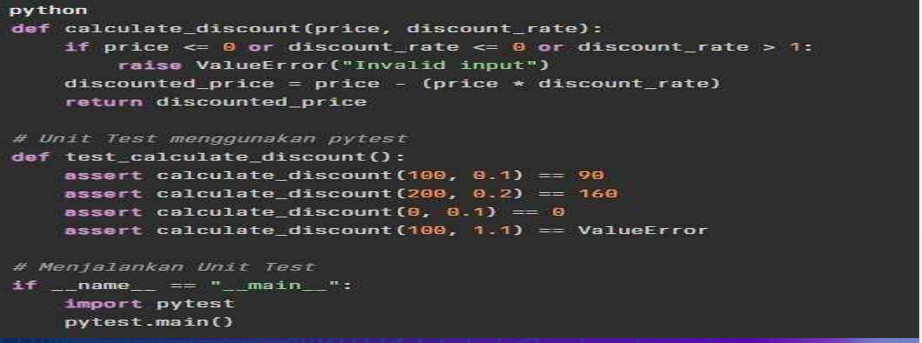 python
def calculate_discount(price, discount_rate):
    if price <= 0 or discount_rate <= 0 or discount_rate > 1:
        raise ValueError("Invalid input")
    discounted_price = price - (price * discount_rate)
    return discounted_price

# Unit Test menggunakan pytest
def test_calculate_discount():
    assert calculate_discount(100, 0.1) == 90
    assert calculate_discount(200, 0.2) == 160
    assert calculate_discount(0, 0.1) == 0
    assert calculate_discount(100, 1.1) == ValueError

# Menjalankan Unit Test
if __name__ == "__main__":
    import pytest
    pytest.main()